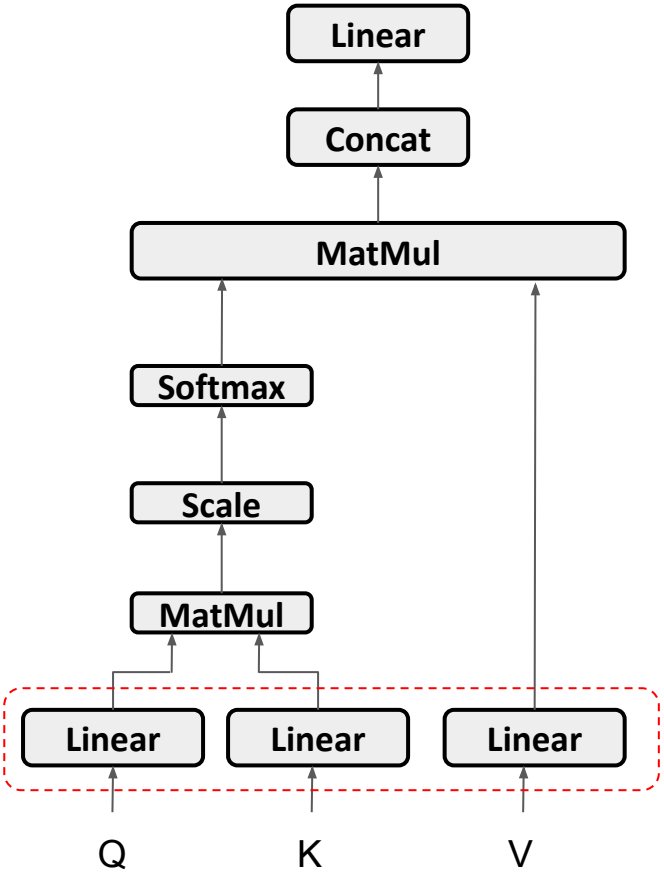 Linear
Concat
MatMul
Softmax
Scale
MatMul
Linear Linear Linear
Q K V